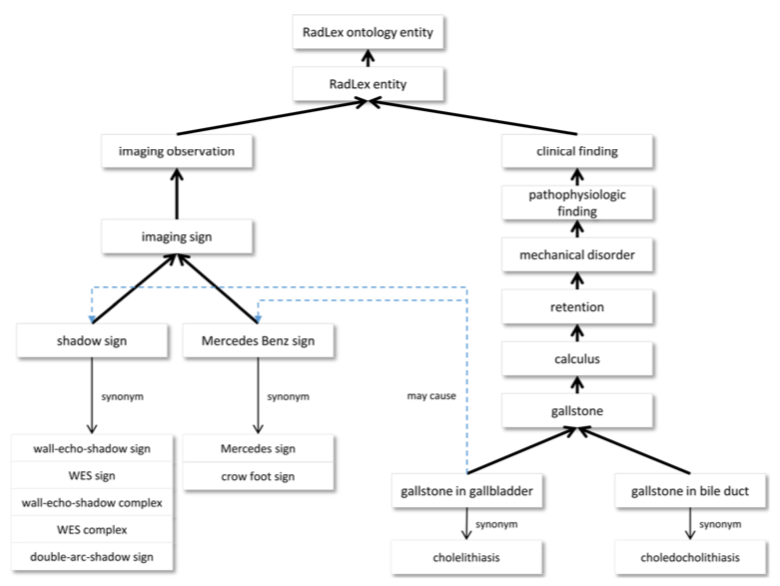 RadLex ontology entity
RadLex entity
imaging observation
clinical finding
pathophysiologic
finding
imaging sign
mechanical disorder
retention
shadow sign
Mercedes Benz sign
calculus
synonym
synonym
may cause
gallstone
wall-echo-shadow sign
Mercedes sign
WES sign
crow foot sign
gallstone in gallbladder
gallstone in bile duct
wall-echo-shadow complex
synonym
synonym
WES complex
double-arc-shadow sign
cholelithiasis
choledocholithiasis